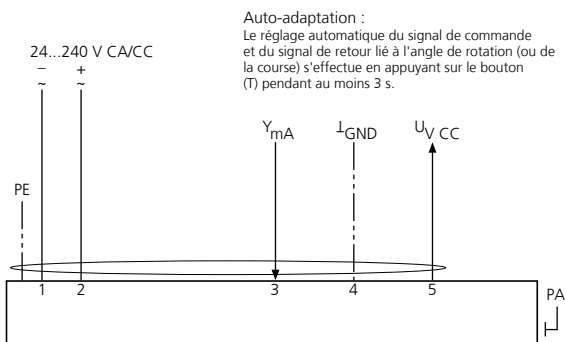 Auto-adaptation :
Le réglage automatique du signal de commande
et du signal de retour lié à l'angle de rotation (ou de
la course) s'effectue en appuyant sur le bouton
(T) pendant au moins 3 s.
24...240 V CA/CC
− +
~ ~
YmA ⊥GND UV CC
PE
1 2 3 4 5
PA